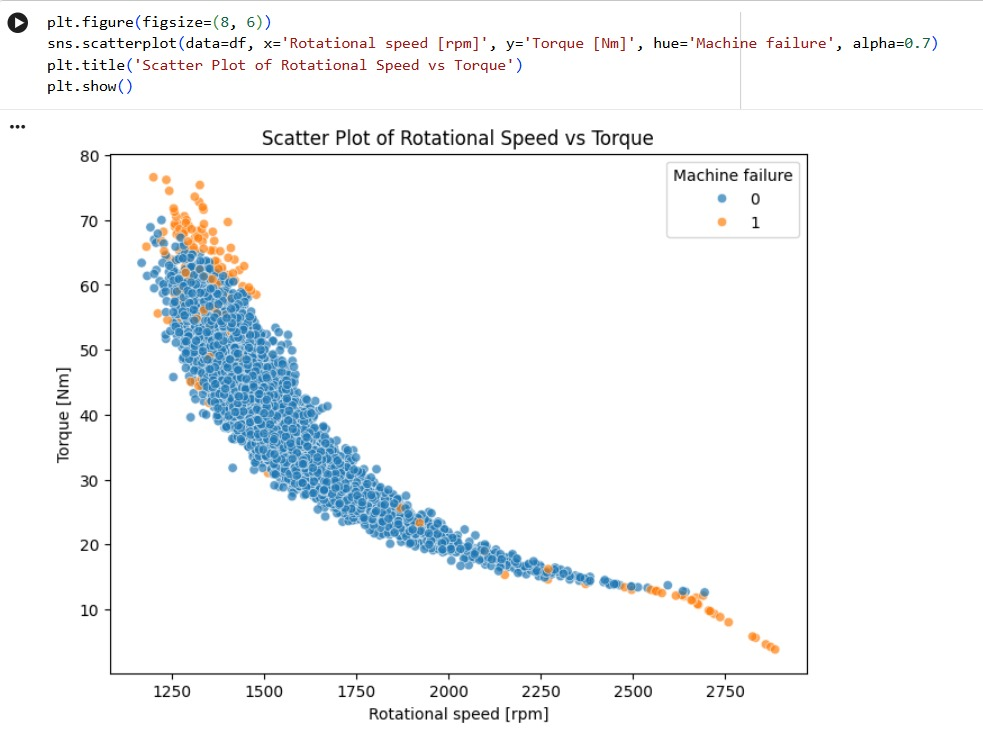 plt.figure(figsize=(8, 6))
sns.scatterplot(data=df, x='Rotational speed [rpm]', y='Torque [Nm]', hue='Machine failure', alpha=0.7)
plt.title('Scatter Plot of Rotational Speed vs Torque')
plt.show()
Scatter Plot of Rotational Speed vs Torque
Machine failure
0
1
80
70
60
50
40
30
20
10
Torque [Nm]
1250 1500 1750 2000 2250 2500 2750
Rotational speed [rpm]